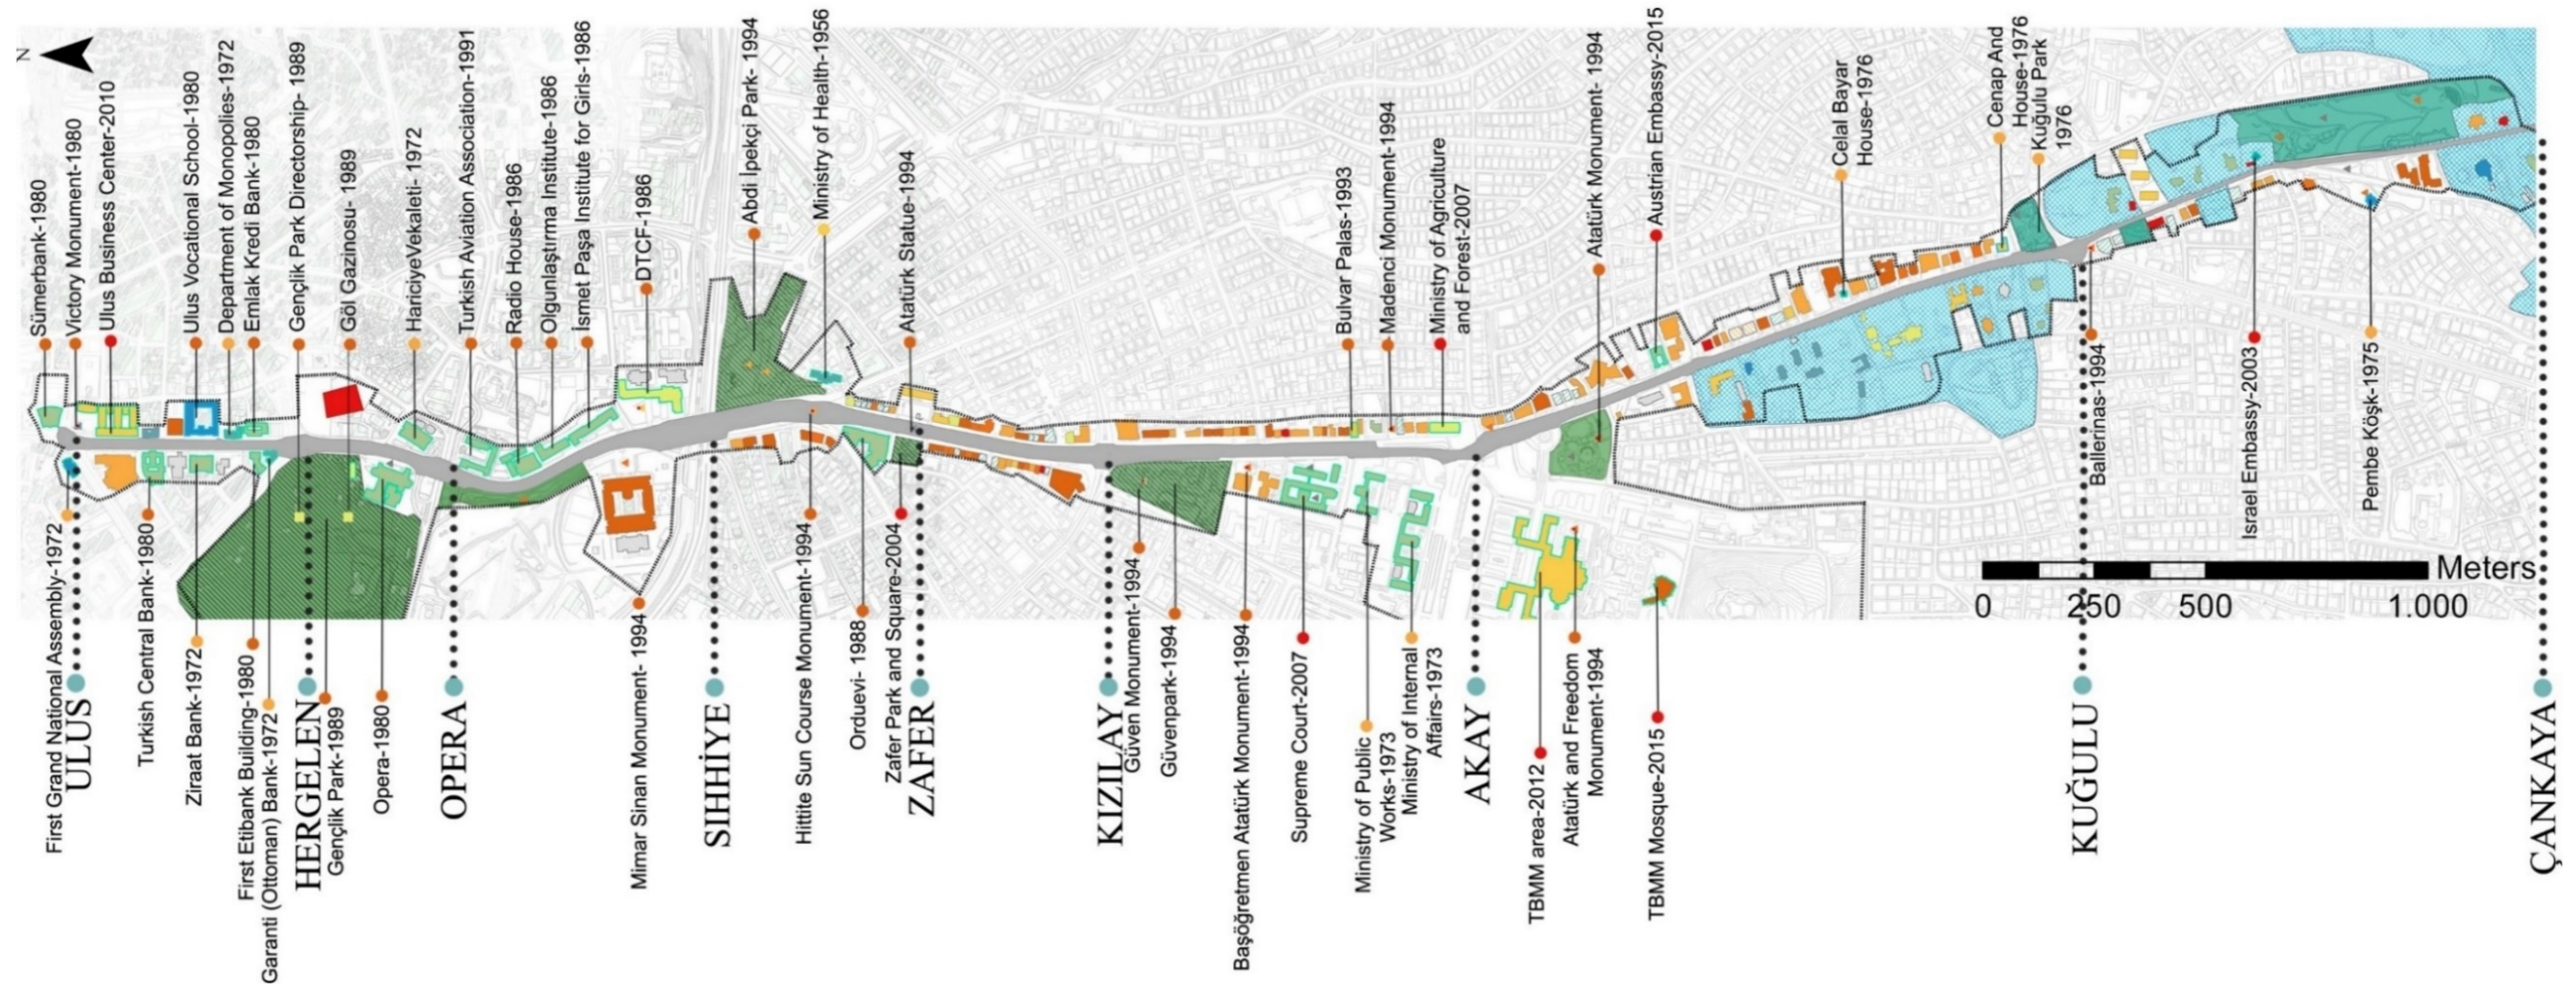 N
Sümerbank-1980
Victory Monument-1980
Ulus Business Center-2010
Ulus Vocational School-1980
Department of Monopolies-1972
Emlak Kredi Bank-1980
Gençlik Park Directorship- 1989
Göl Gazinosu- 1989
HariciyeVekaleti- 1972
Turkish Aviation Association-1991
Radio House-1986
Olgunlaştırma Institute-1986
İsmet Paşa Institute for Girls-1986
DTCF-1986
Abdi İpekçi Park- 1994
Ministry of Health-1956
Atatürk Statue-1994
Bulvar Palas-1993
Madenci Monument-1994
Ministry of Agriculture
and Forest-2007
Atatürk Monument- 1994
Austrian Embassy-2015
Celal Bayar
House-1976
Cenap And
House-1976
Kuğulu Park
1976
First Grand National Assembly-1972
ULUS
Turkish Central Bank-1980
Ziraat Bank-1972
First Etibank Building-1980
Garanti (Ottoman) Bank-1972
HERGELEN
Gençlik Park-1989
Opera-1980
OPERA
Mimar Sinan Monument- 1994
SIHHİYE
Hittite Sun Course Monument-1994
Orduevi- 1988
Zafer Park and Square-2004
ZAFER
KIZILAY
Güven Monument-1994
Güvenpark-1994
Başöğretmen Atatürk Monument-1994
Supreme Court-2007
Ministry of Public
Works-1973
Ministry of Internal
Affairs-1973
AKAY
TBMM area-2012
Atatürk and Freedom
Monument-1994
TBMM Mosque-2015
KUĞULU
Ballerinas-1994
Israel Embassy-2003
Pembe Köşk-1975
ÇANKAYA
Meters
0 250 500 1.000